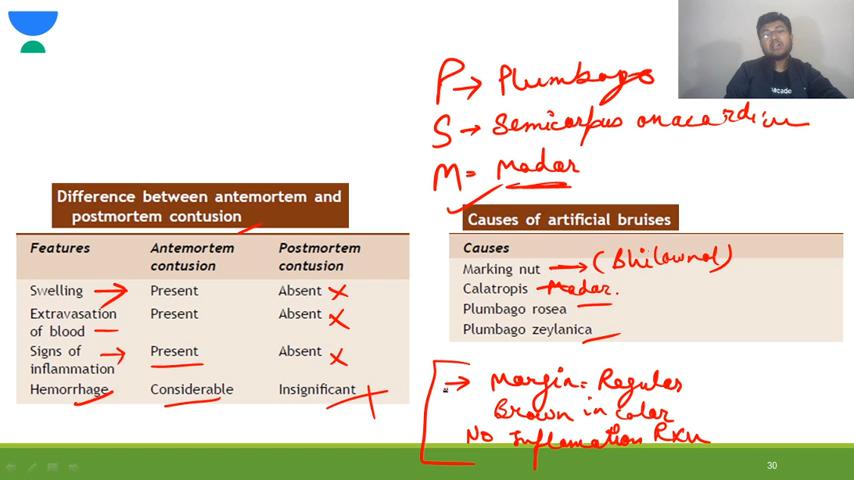 P → Plumbago
S → Semicarpus anacardium
M = Madar
Difference between antemortem and
postmortem contusion
Features Antemortem contusion Postmortem contusion
Swelling → Present Absent ×
Extravasation of blood Present Absent ×
Signs of inflammation → Present Absent ×
Hemorrhage Considerable Insignificant ×
Causes of artificial bruises
Causes
Marking nut → (Bhilawnol)
Calatropis Madar.
Plumbago rosea
Plumbago zeylanica
→ Margin = Regular
Brown in color
No Inflamation Rxn
30